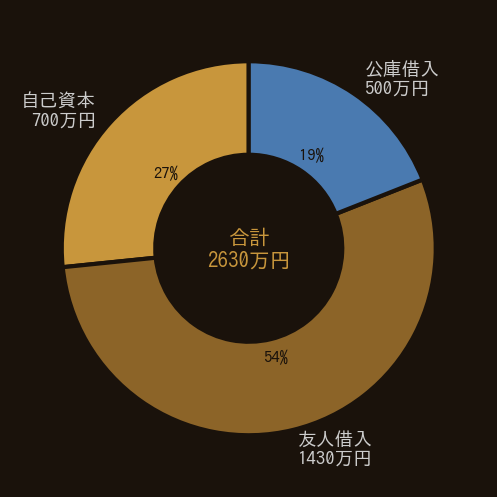 公庫借入
500万円
自己資本
700万円
19%
27%
合計
2630万円
54%
友人借入
1430万円